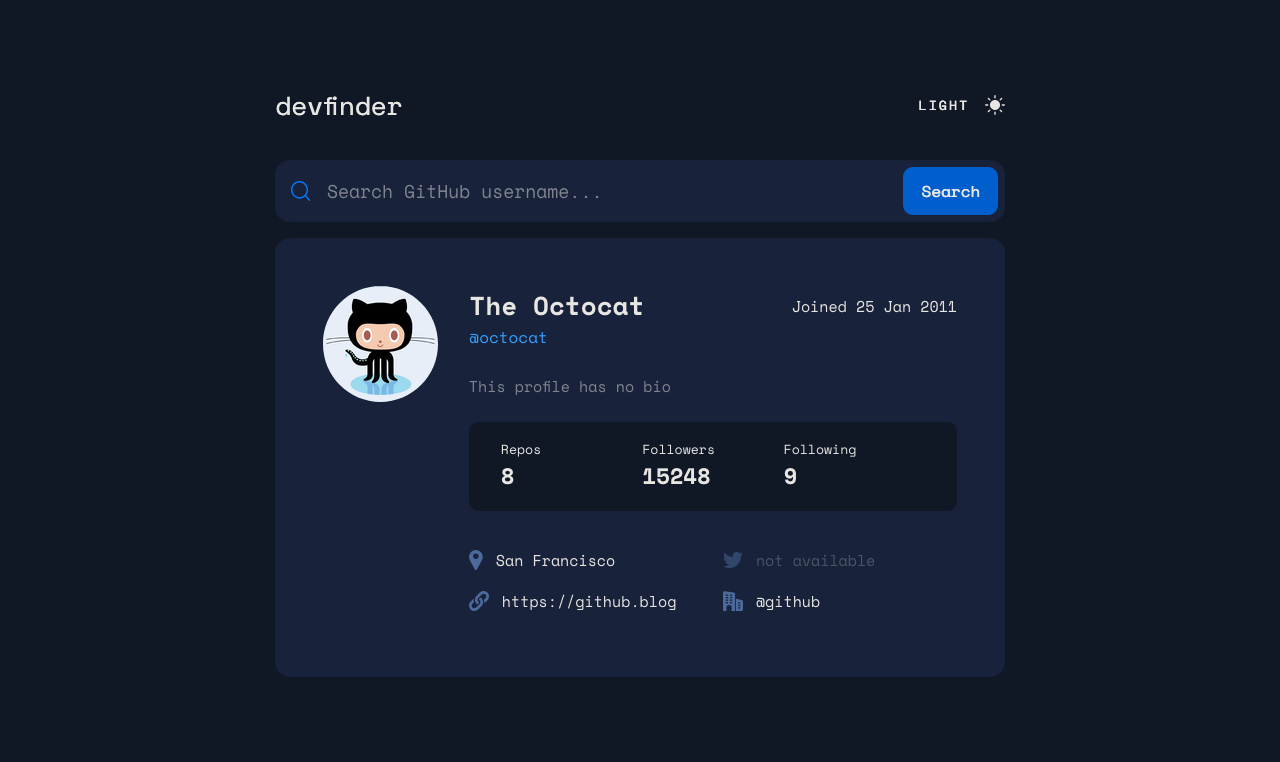 devfinder
LIGHT
Search GitHub username...
Search
The Octocat
Joined 25 Jan 2011
@octocat
This profile has no bio
Repos Followers Following
8 15248 9
San Francisco not available
https://github.blog @github